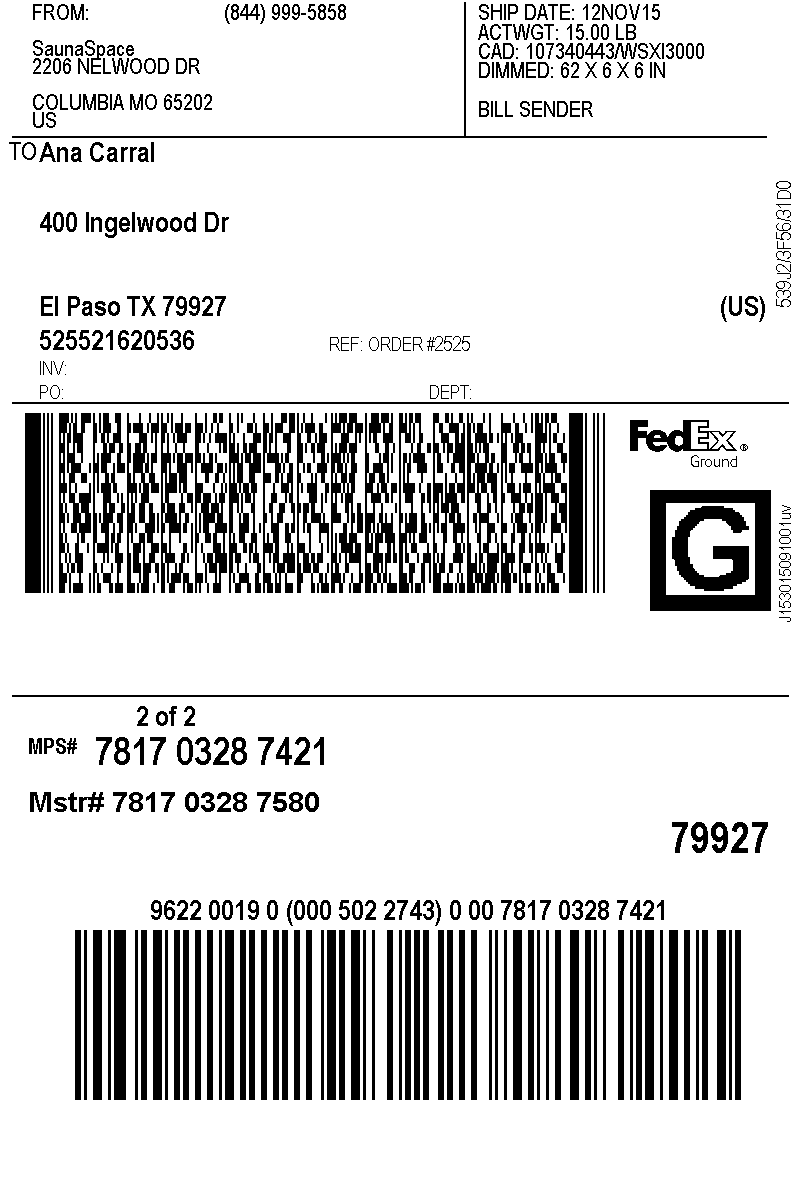 FROM: (844) 999-5858
SaunaSpace
2206 NELWOOD DR
COLUMBIA MO 65202
US
SHIP DATE: 12NOV15
ACTWGT: 15.00 LB
CAD: 107340443/WSXI3000
DIMMED: 62 X 6 X 6 IN
BILL SENDER
TO Ana Carral
400 Ingelwood Dr
El Paso TX 79927 (US)
525521620536 REF: ORDER #2525
INV:
PO: DEPT:
539J2/3F56/31D0
FedEx®
Ground
G
J153015091001uv
2 of 2
MPS# 7817 0328 7421
Mstr# 7817 0328 7580
79927
9622 0019 0 (000 502 2743) 0 00 7817 0328 7421